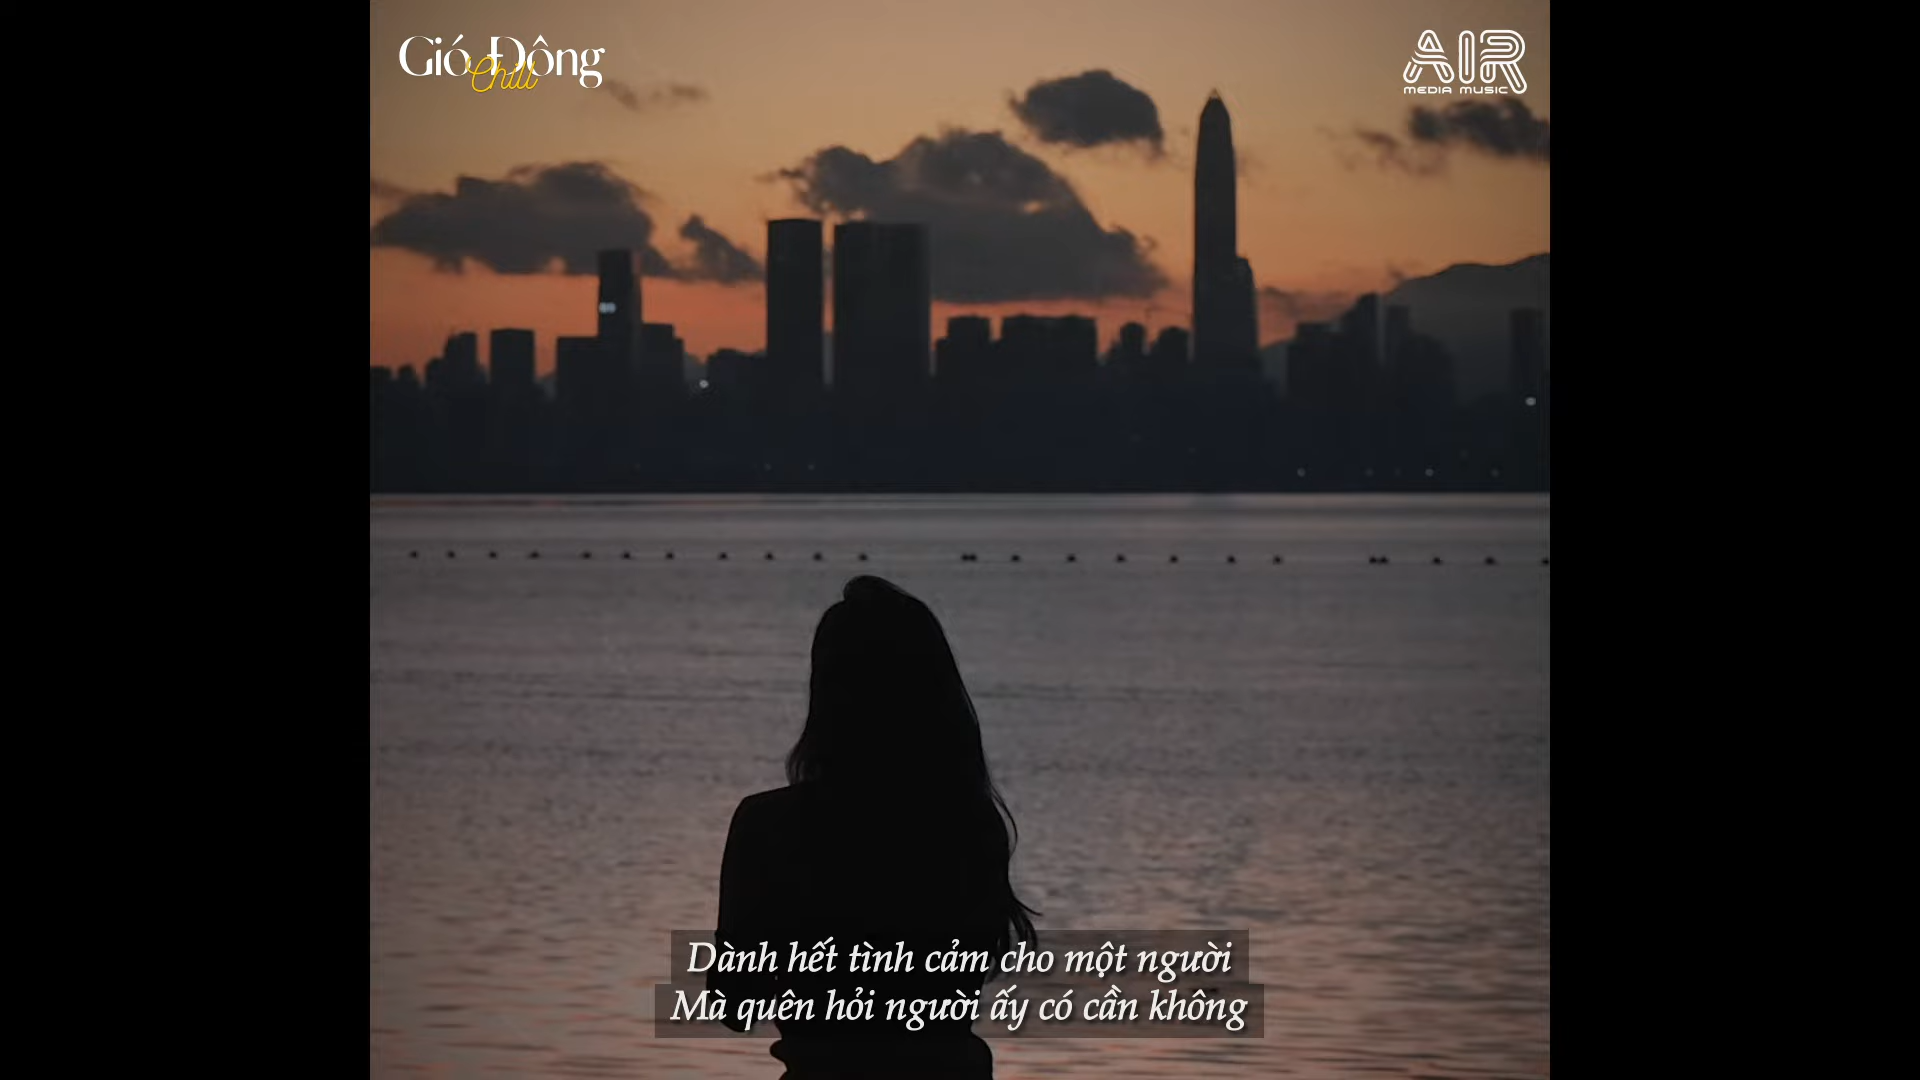 Gió Đông
Chill
AIR
MEDIA MUSIC
Dành hết tình cảm cho một người
Mà quên hỏi người ấy có cần không